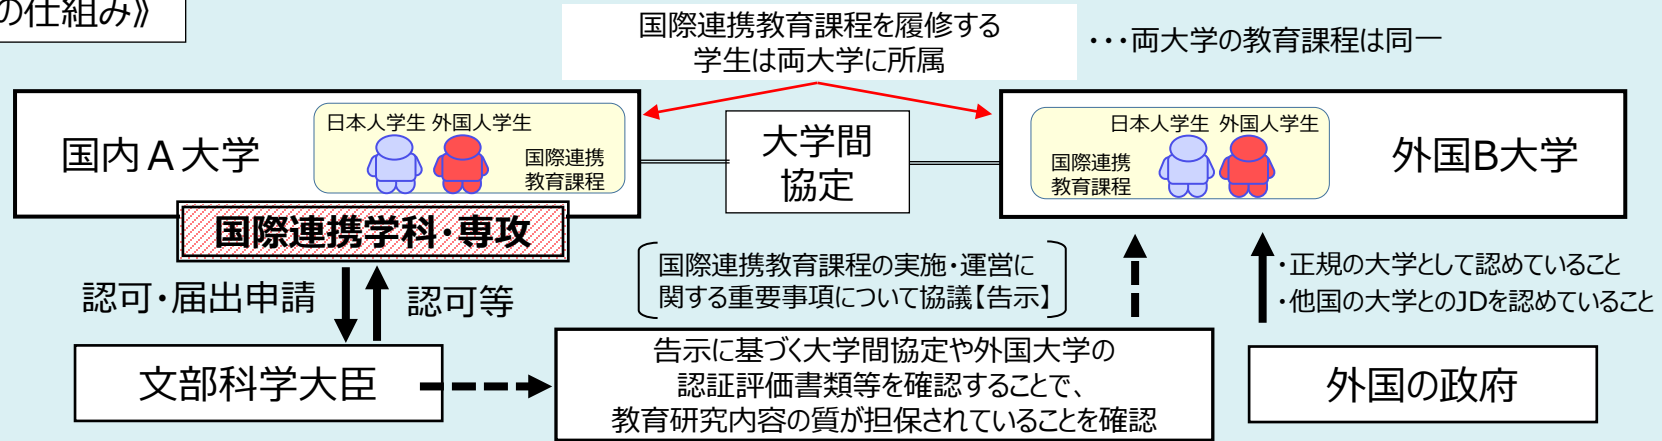 の仕組み》
国際連携教育課程を履修する
学生は両大学に所属
・・・両大学の教育課程は同一
国内A大学
日本人学生 外国人学生
国際連携
教育課程
国際連携学科・専攻
大学間
協定
日本人学生 外国人学生
国際連携
教育課程
外国B大学
認可・届出申請
認可等
国際連携教育課程の実施・運営に
関する重要事項について協議【告示】
・正規の大学として認めていること
・他国の大学とのJDを認めていること
文部科学大臣
告示に基づく大学間協定や外国大学の
認証評価書類等を確認することで、
教育研究内容の質が担保されていることを確認
外国の政府